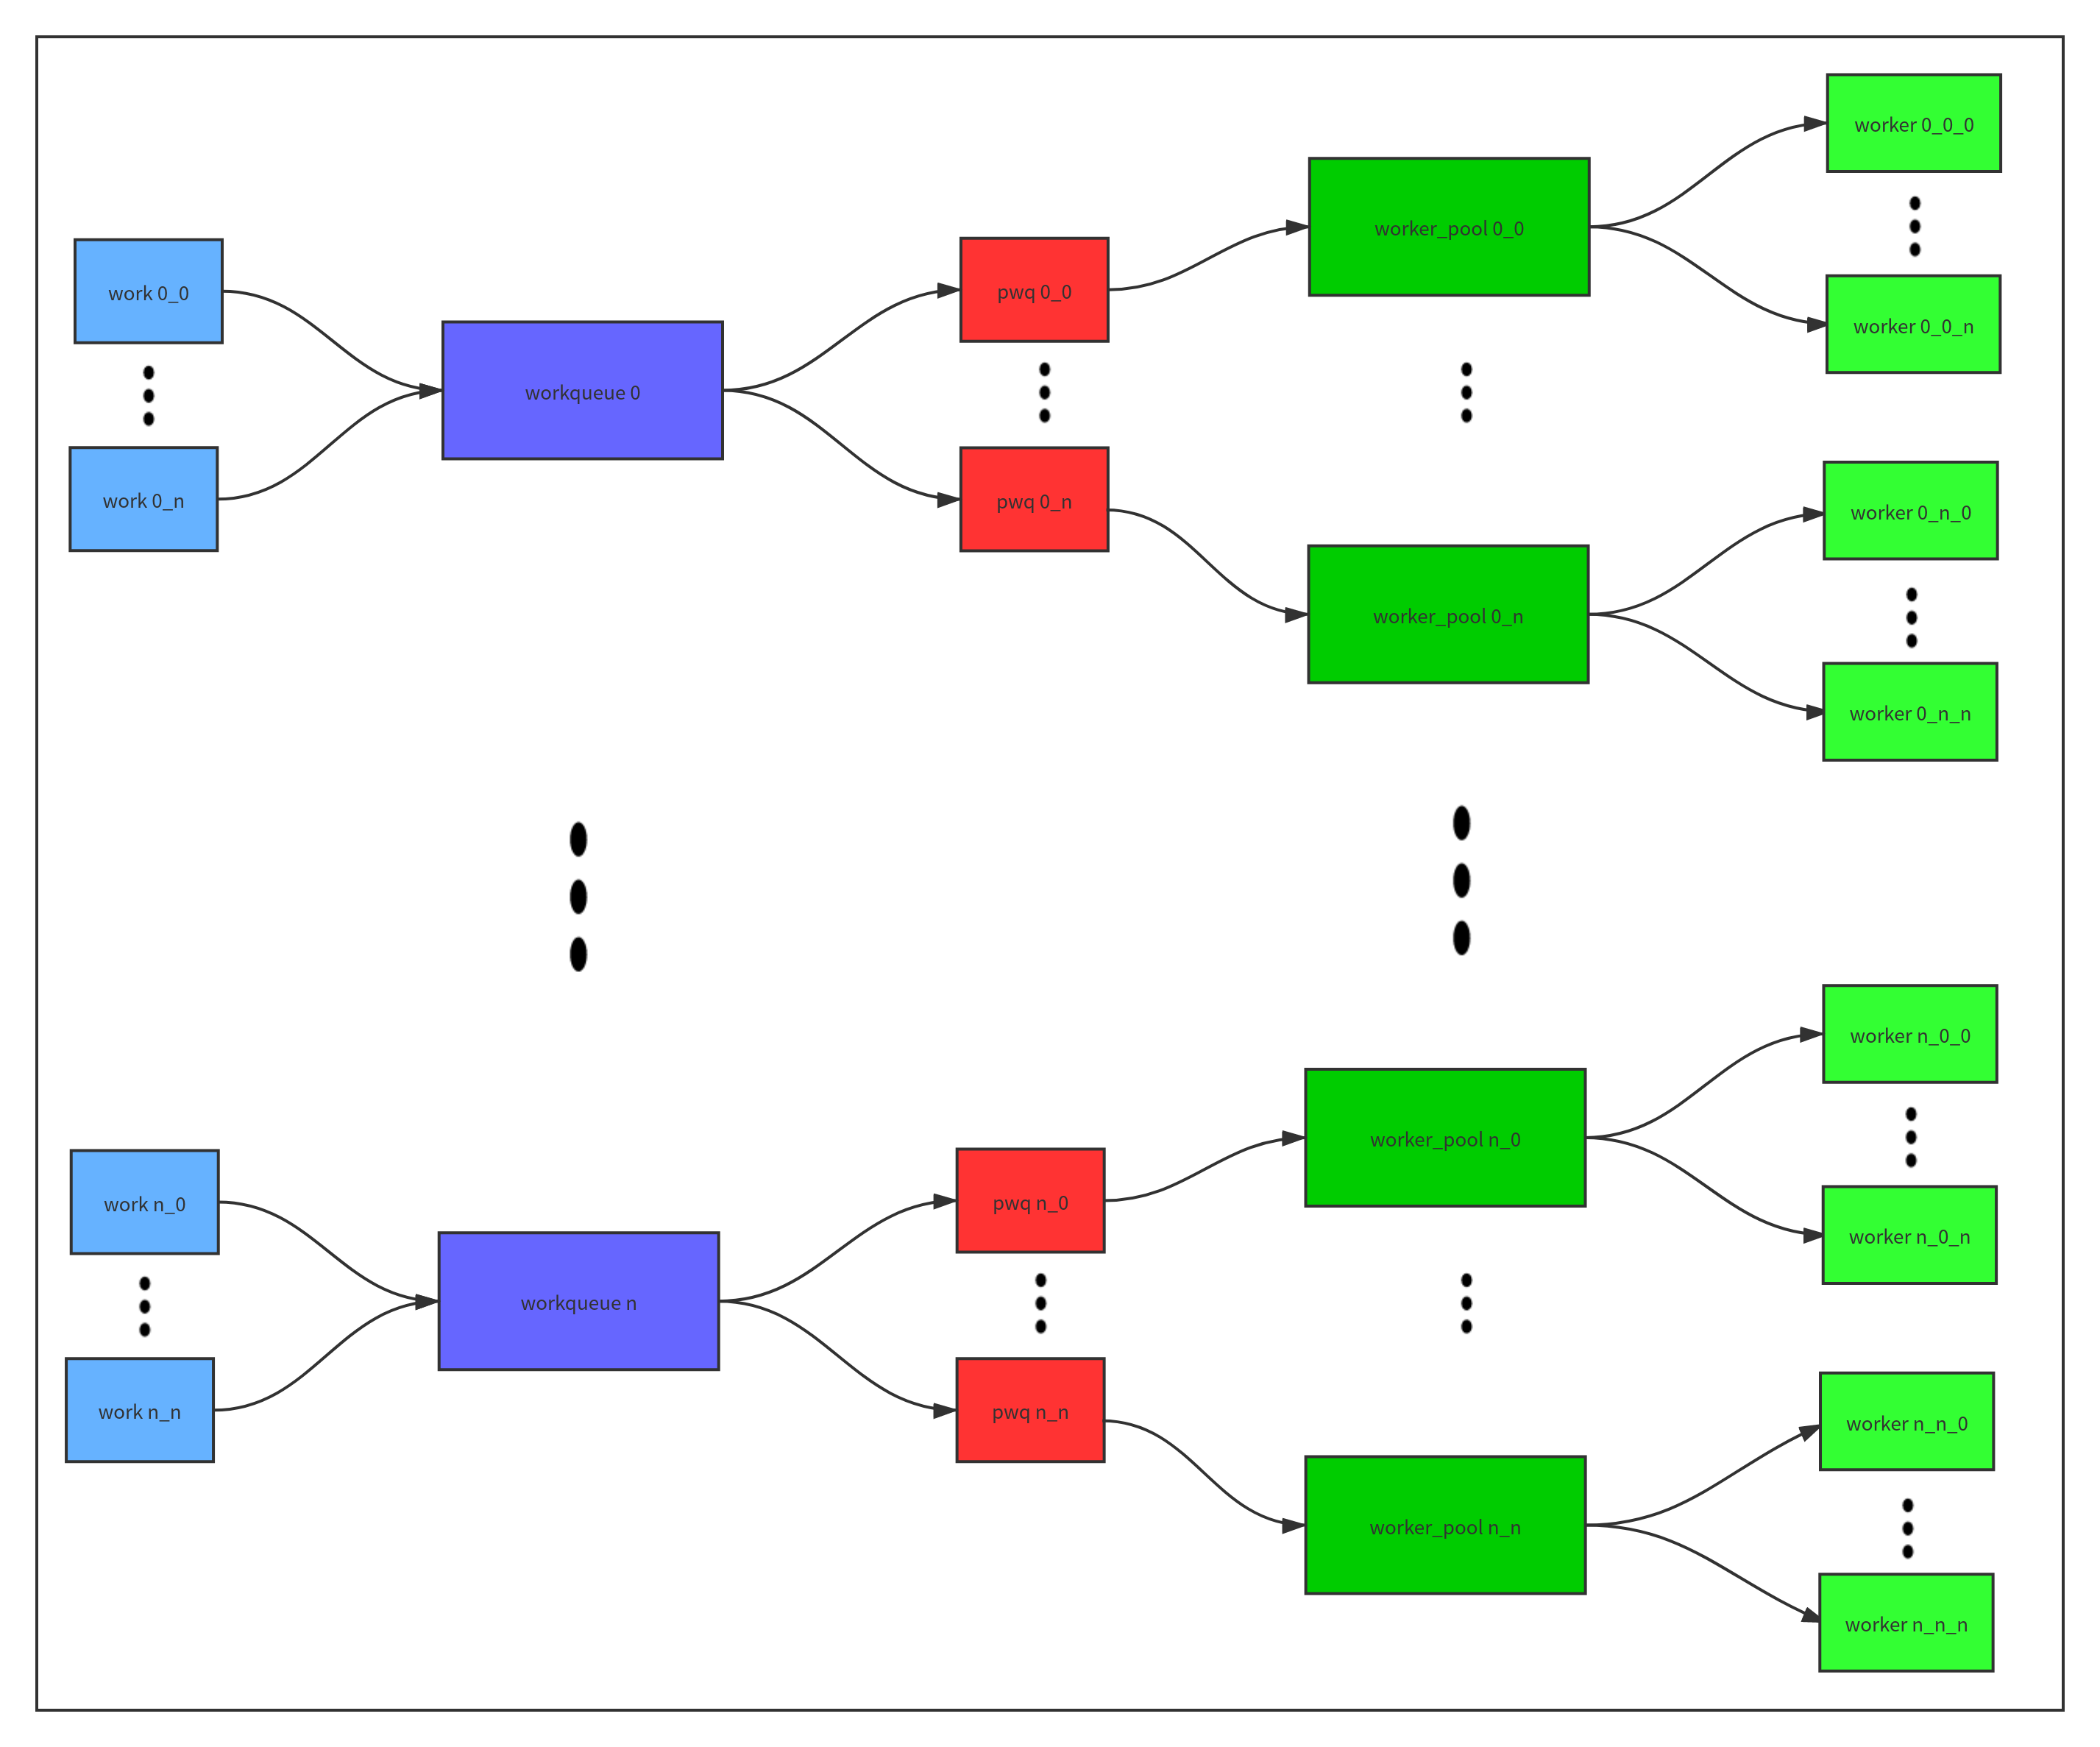 worker 0_0_0
worker_pool 0_0
work 0_0
pwq 0_0
worker 0_0_n
workqueue 0
work 0_n
pwq 0_n
worker 0_n_0
worker_pool 0_n
worker 0_n_n
worker n_0_0
worker_pool n_0
work n_0
pwq n_0
worker n_0_n
workqueue n
work n_n
pwq n_n
worker n_n_0
worker_pool n_n
worker n_n_n